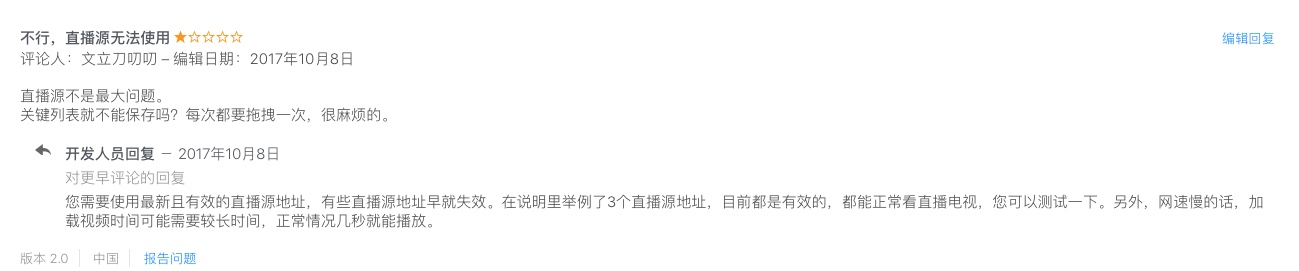 不行，直播源无法使用 ★☆☆☆☆
编辑回复
评论人：文立刀叨叨 – 编辑日期：2017年10月8日
直播源不是最大问题。
关键列表就不能保存吗？每次都要拖拽一次，很麻烦的。
开发人员回复 — 2017年10月8日
对更早评论的回复
您需要使用最新且有效的直播源地址，有些直播源地址早就失效。在说明里举例了3个直播源地址，目前都是有效的，都能正常看直播电视，您可以测试一下。另外，网速慢的话，加
载视频时间可能需要较长时间，正常情况几秒就能播放。
版本 2.0 中国 报告问题